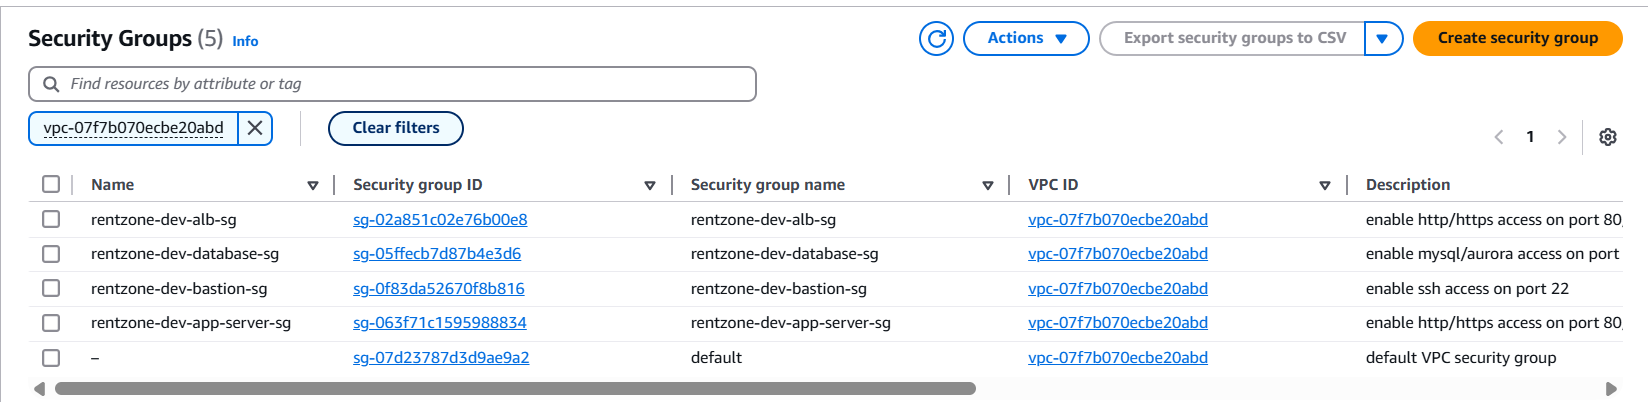 Security Groups (5) Info
Actions
Export security groups to CSV
Create security group
Find resources by attribute or tag
vpc-07f7b070ecbe20abd
Clear filters
1
Name Security group ID Security group name VPC ID Description
rentzone-dev-alb-sg sg-02a851c02e76b00e8 rentzone-dev-alb-sg vpc-07f7b070ecbe20abd enable http/https access on port 80,
rentzone-dev-database-sg sg-05ffecb7d87b4e3d6 rentzone-dev-database-sg vpc-07f7b070ecbe20abd enable mysql/aurora access on port
rentzone-dev-bastion-sg sg-0f83da52670f8b816 rentzone-dev-bastion-sg vpc-07f7b070ecbe20abd enable ssh access on port 22
rentzone-dev-app-server-sg sg-063f71c1595988834 rentzone-dev-app-server-sg vpc-07f7b070ecbe20abd enable http/https access on port 80,
– sg-07d23787d3d9ae9a2 default vpc-07f7b070ecbe20abd default VPC security group